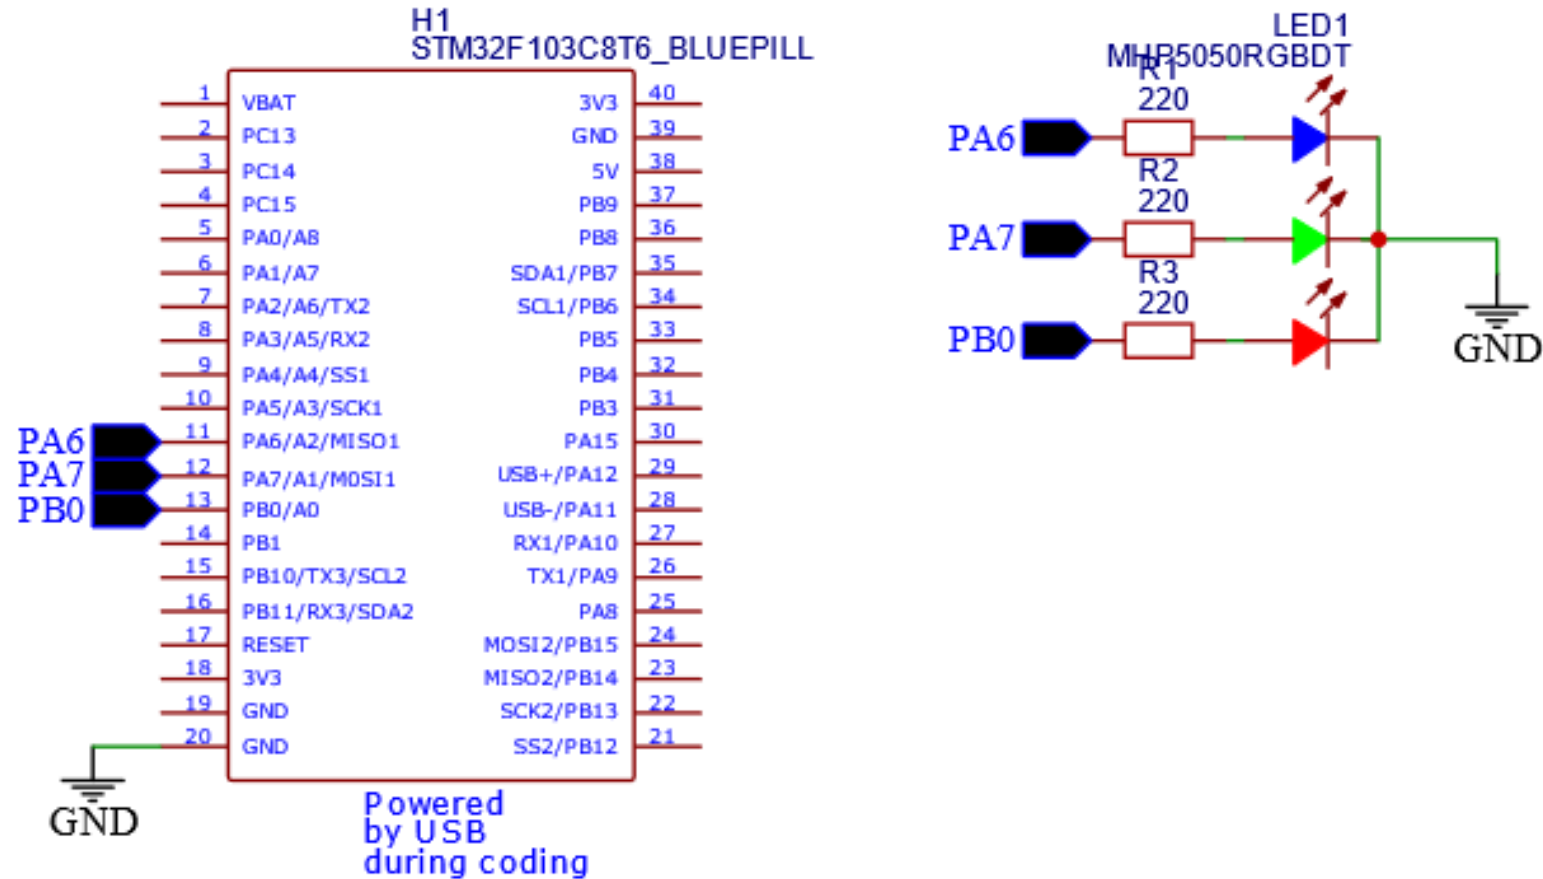 H1
STM32F103C8T6_BLUEPILL
1 VBAT 3V3 40
2 PC13 GND 39
3 PC14 5V 38
4 PC15 PB9 37
5 PA0/A8 PB8 36
6 PA1/A7 SDA1/PB7 35
7 PA2/A6/TX2 SCL1/PB6 34
8 PA3/A5/RX2 PB5 33
9 PA4/A4/SS1 PB4 32
10 PA5/A3/SCK1 PB3 31
PA6 11 PA6/A2/MISO1 PA15 30
PA7 12 PA7/A1/MOSI1 USB+/PA12 29
PB0 13 PB0/A0 USB-/PA11 28
14 PB1 RX1/PA10 27
15 PB10/TX3/SCL2 TX1/PA9 26
16 PB11/RX3/SDA2 PA8 25
17 RESET MOSI2/PB15 24
18 3V3 MISO2/PB14 23
19 GND SCK2/PB13 22
20 GND SS2/PB12 21
GND
Powered
by USB
during coding
LED1
MHP5050RGBDT
R1
220
PA6
R2
220
PA7
R3
220
PB0
GND